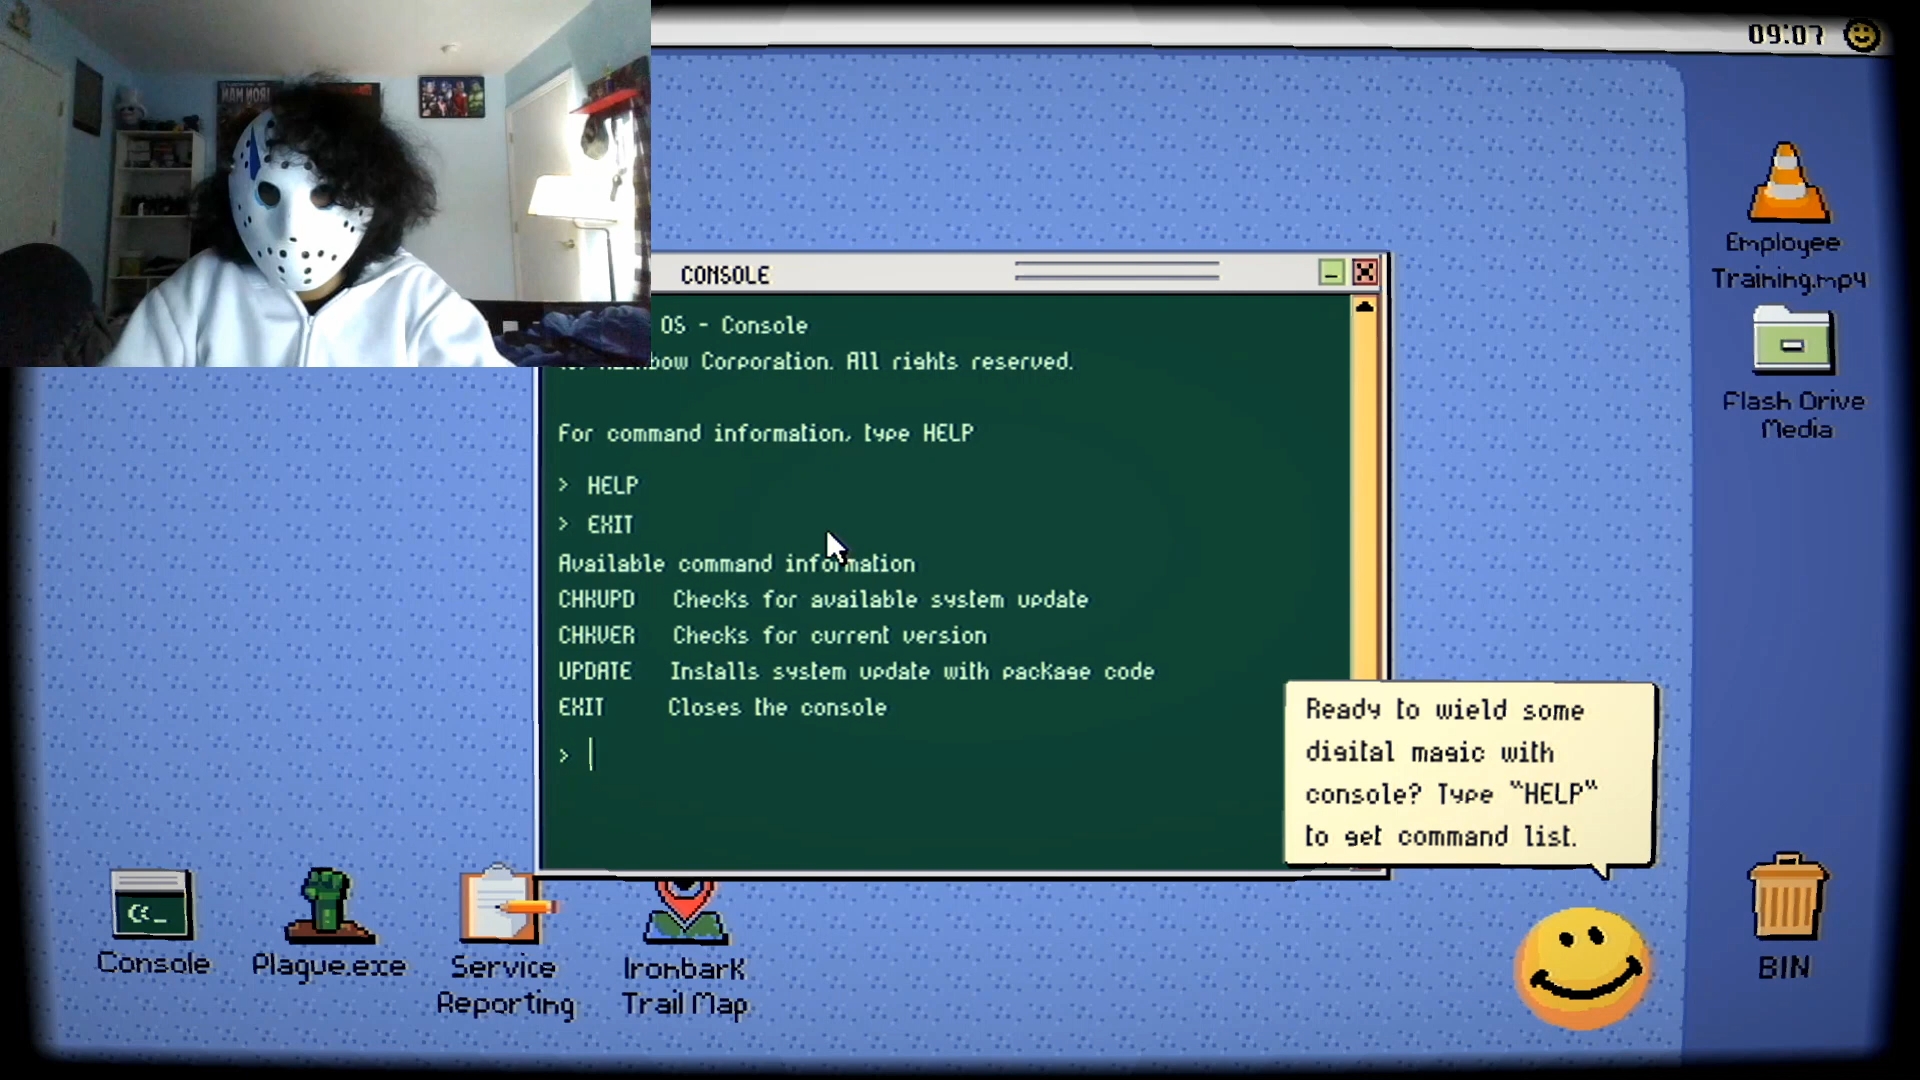 09:07
IRON MAN
Employee
Training.mp4
Flash Drive
Media
CONSOLE
OS - Console
Rainbow Corporation. All rights reserved.
For command information, type HELP
> HELP
> EXIT
Available command information
CHKUPD Checks for available system update
CHKVER Checks for current version
UPDATE Installs system update with package code
EXIT Closes the console
>
Ready to wield some
digital magic with
console? Type "HELP"
to get command list.
Console
Plague.exe
Service
Reporting
Ironbark
Trail Map
BIN